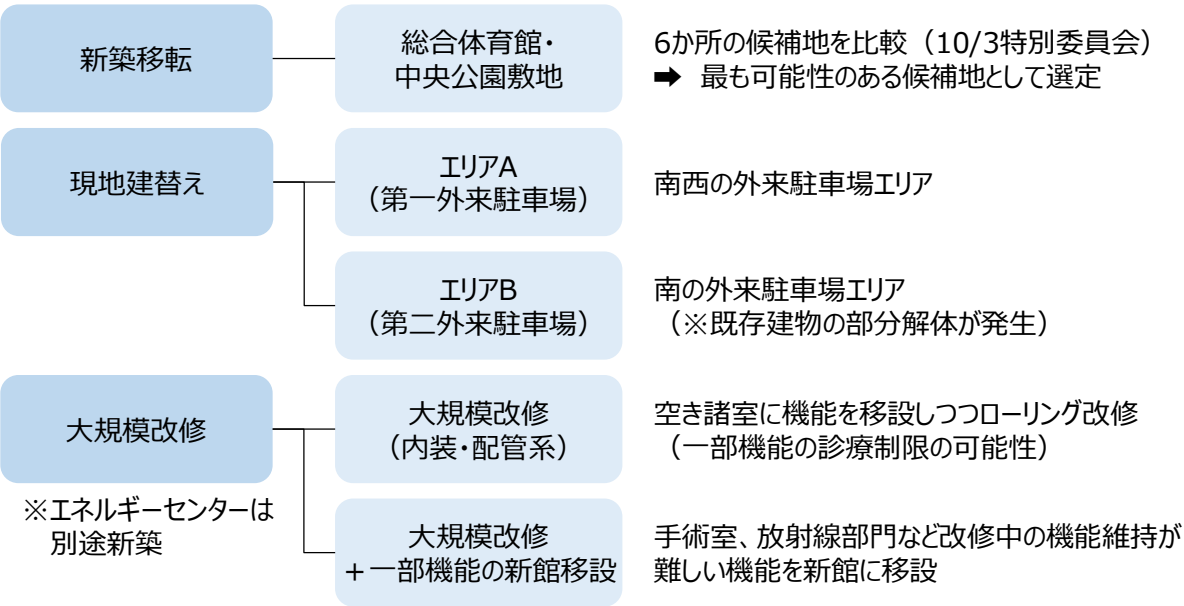 新築移転
総合体育館・
中央公園敷地
6か所の候補地を比較（10/3特別委員会）
➡ 最も可能性のある候補地として選定
現地建替え
エリアA
（第一外来駐車場）
南西の外来駐車場エリア
エリアB
（第二外来駐車場）
南の外来駐車場エリア
（※既存建物の部分解体が発生）
大規模改修
※エネルギーセンターは
別途新築
大規模改修
（内装・配管系）
空き諸室に機能を移設しつつローリング改修
（一部機能の診療制限の可能性）
大規模改修
＋一部機能の新館移設
手術室、放射線部門など改修中の機能維持が
難しい機能を新館に移設